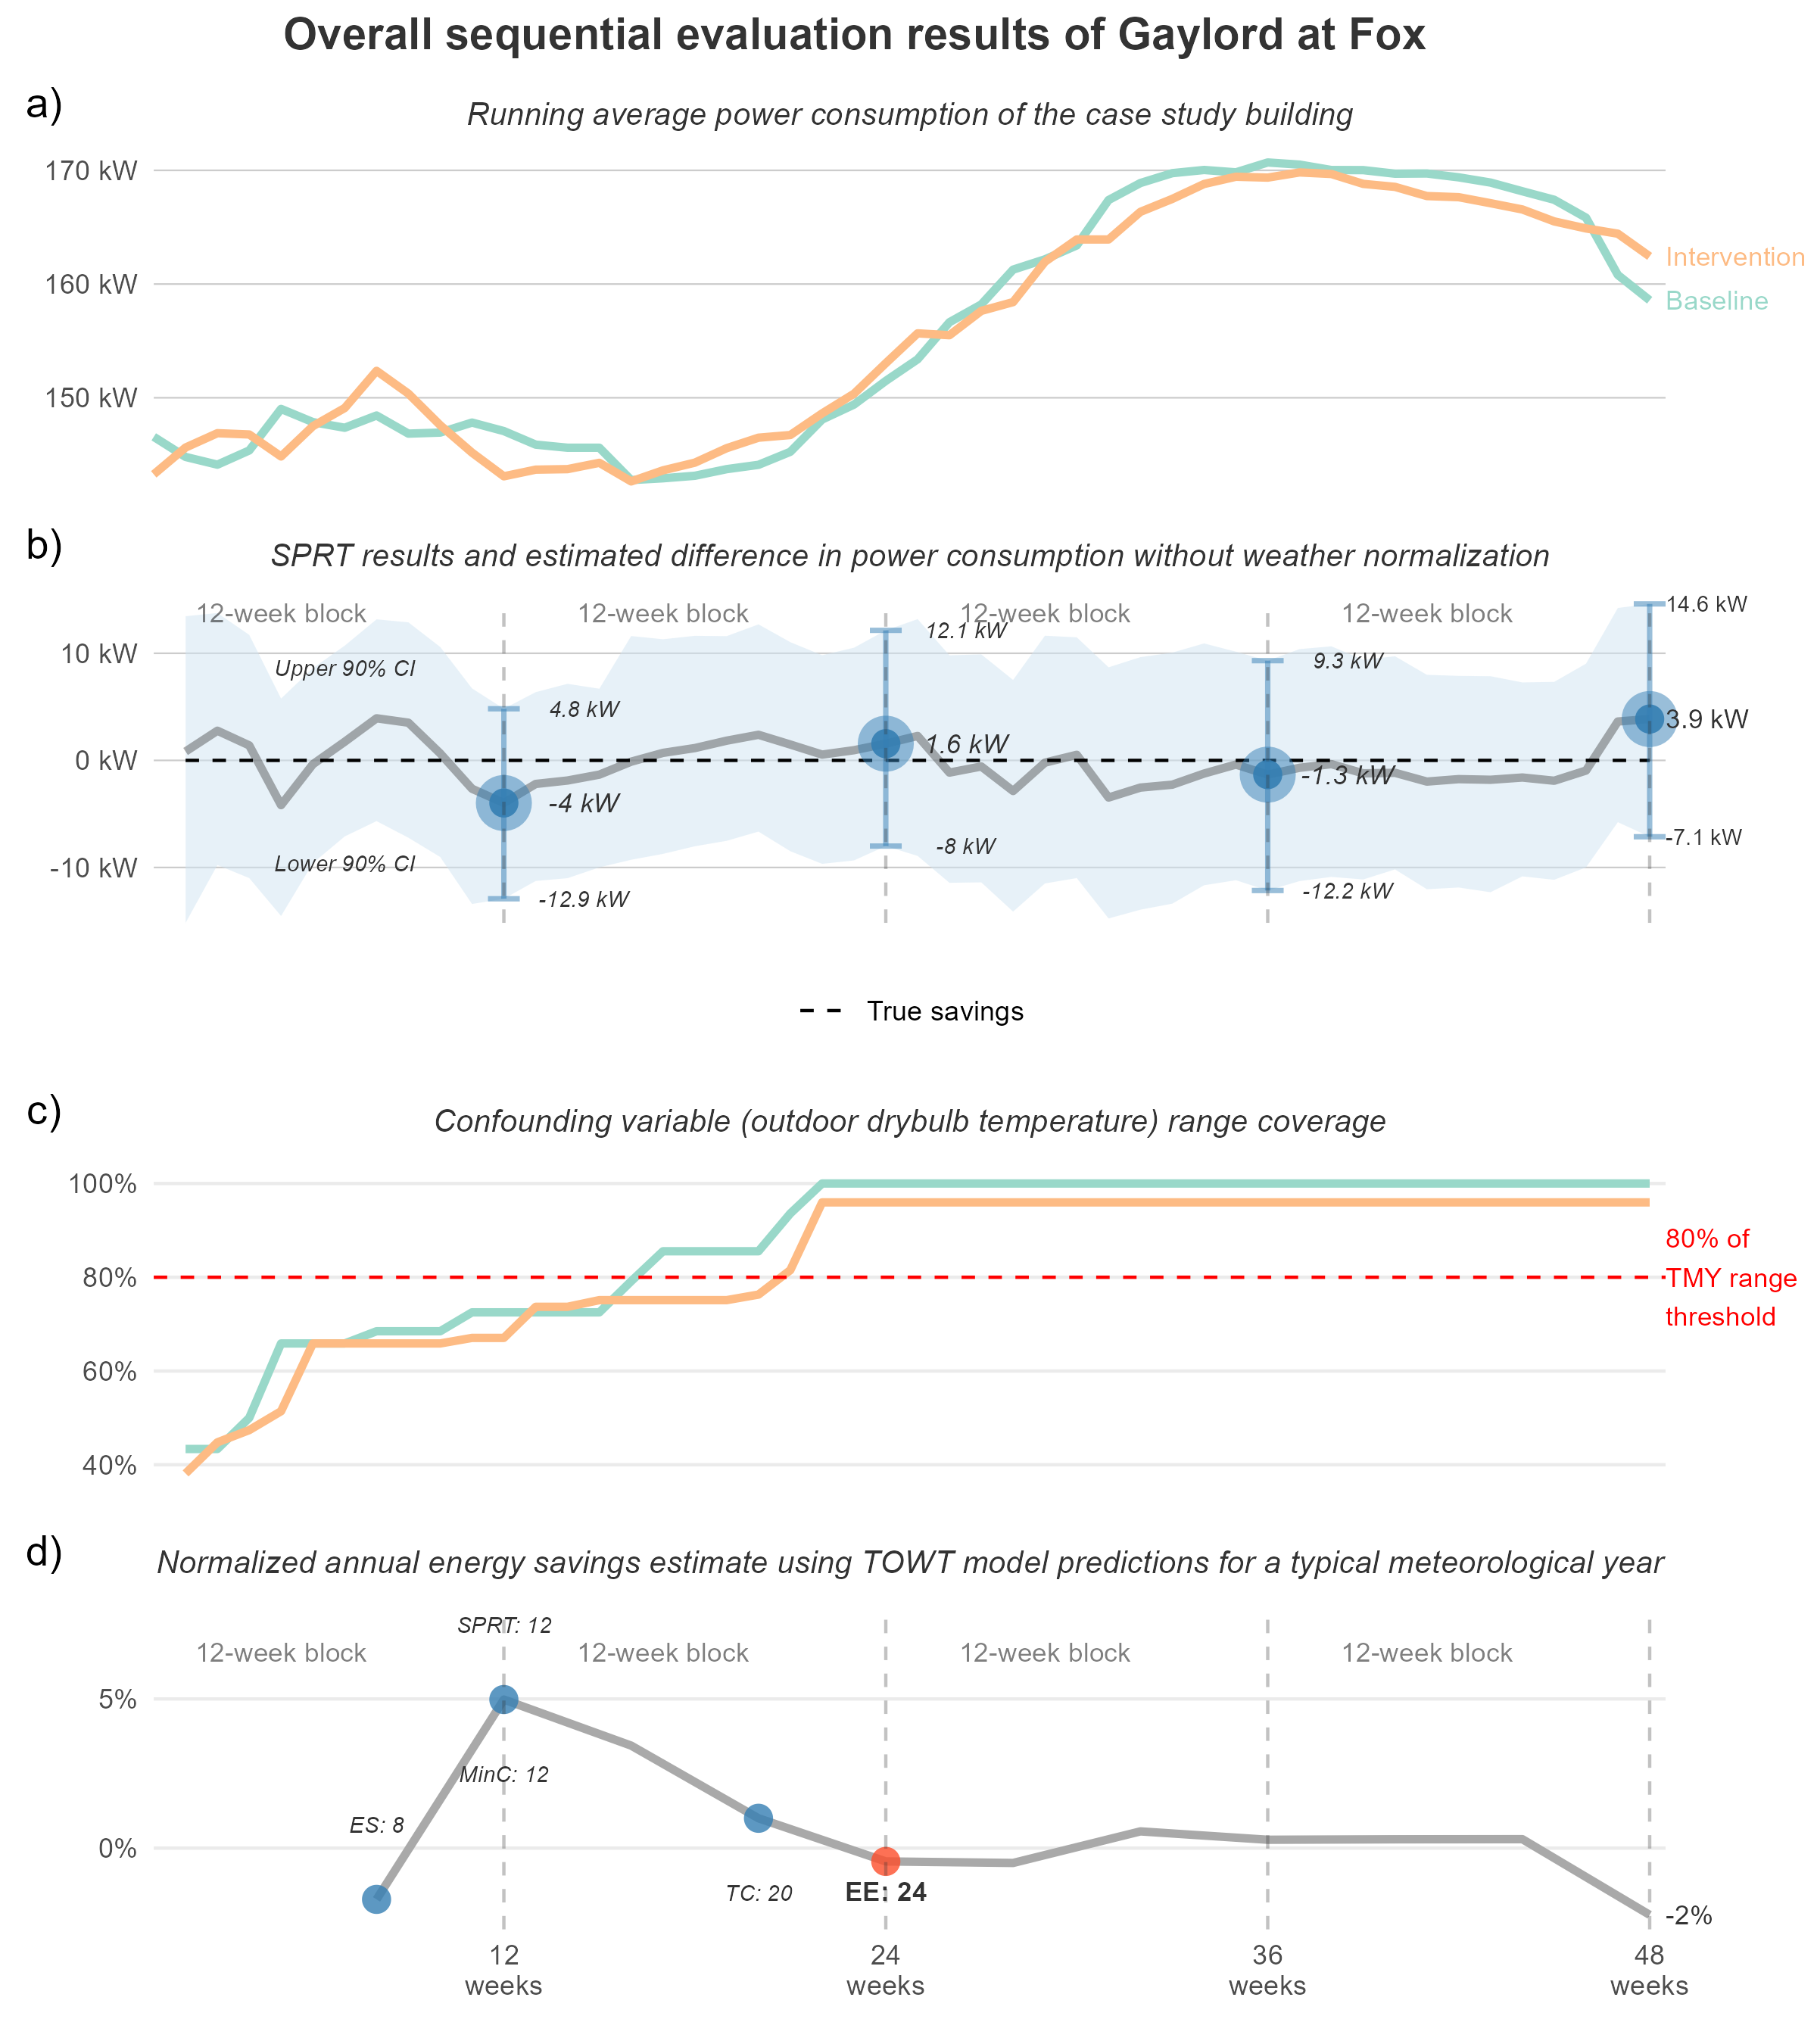 Overall sequential evaluation results of Gaylord at Fox
a)
Running average power consumption of the case study building
170 kW
160 kW
150 kW
Intervention
Baseline
b)
SPRT results and estimated difference in power consumption without weather normalization
12-week block
12-week block
12-week block
12-week block
10 kW
0 kW
-10 kW
Upper 90% CI
Lower 90% CI
4.8 kW
-4 kW
-12.9 kW
12.1 kW
1.6 kW
-8 kW
9.3 kW
-1.3 kW
-12.2 kW
14.6 kW
3.9 kW
-7.1 kW
True savings
c)
Confounding variable (outdoor drybulb temperature) range coverage
100%
80%
60%
40%
80% of
TMY range
threshold
d)
Normalized annual energy savings estimate using TOWT model predictions for a typical meteorological year
SPRT: 12
12-week block
12-week block
12-week block
12-week block
5%
0%
MinC: 12
ES: 8
TC: 20
EE: 24
-2%
12
weeks
24
weeks
36
weeks
48
weeks